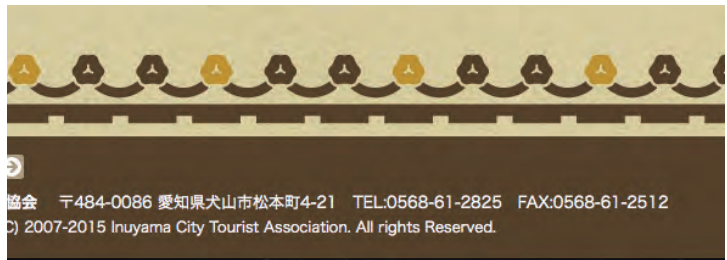 協会 〒484-0086 愛知県犬山市松本町4-21 TEL:0568-61-2825 FAX:0568-61-2512
C) 2007-2015 Inuyama City Tourist Association. All rights Reserved.